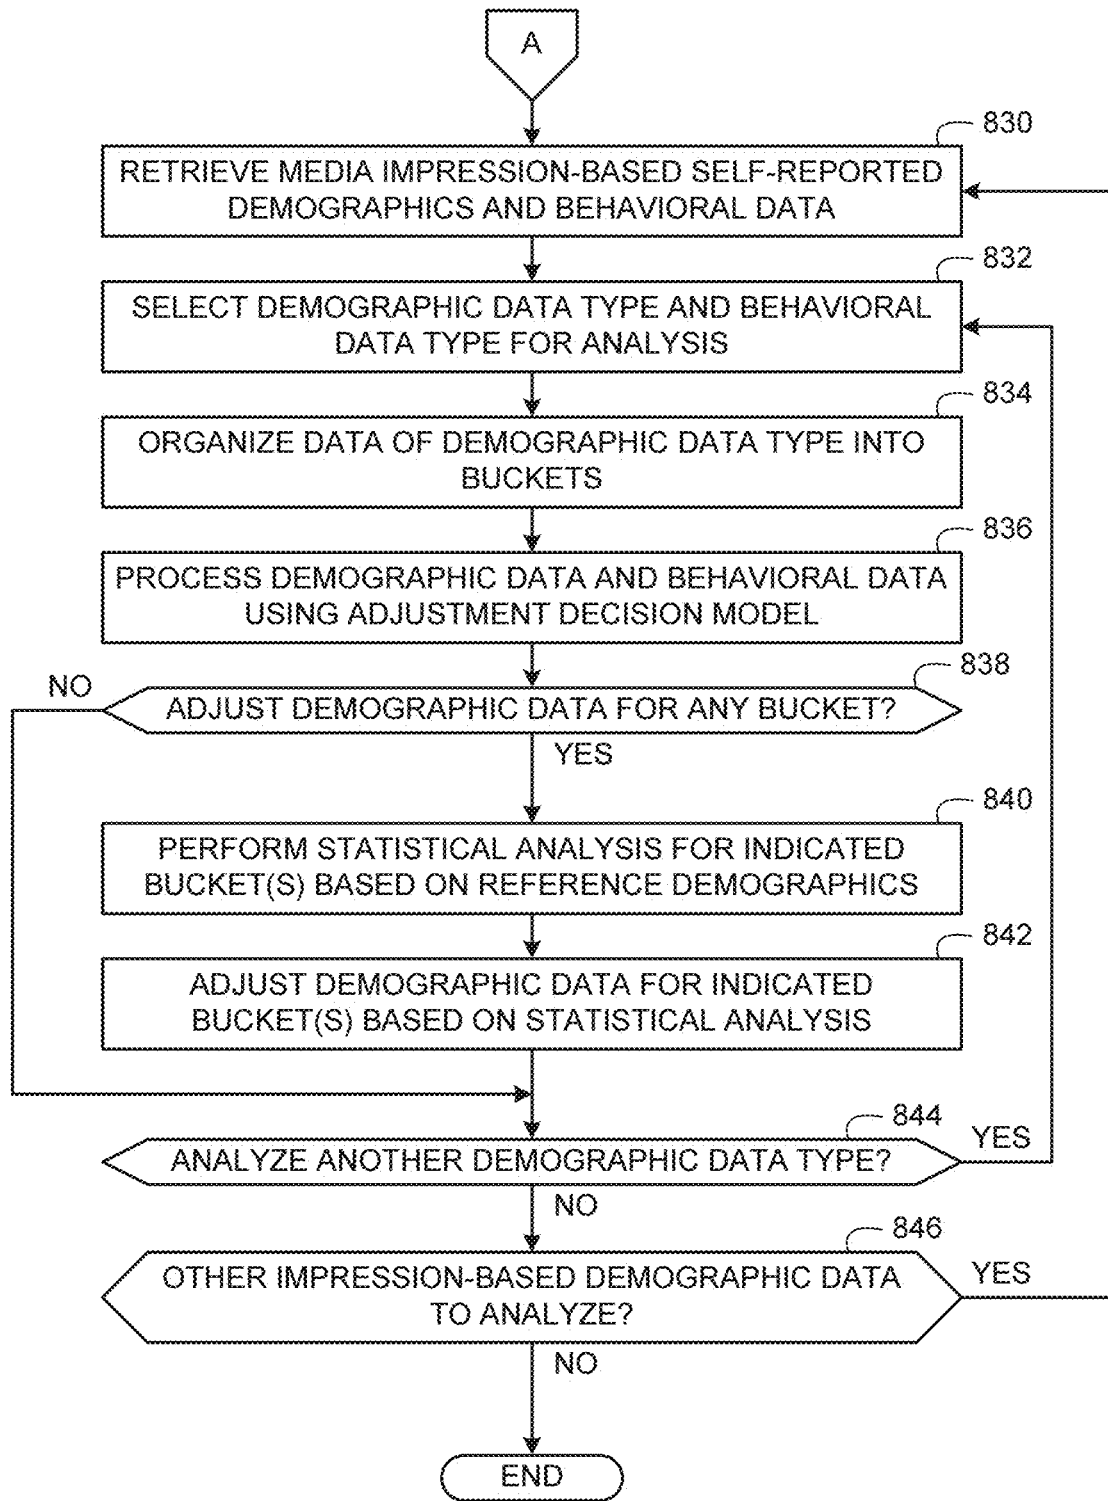 A
830
RETRIEVE MEDIA IMPRESSION-BASED SELF-REPORTED
DEMOGRAPHICS AND BEHAVIORAL DATA
832
SELECT DEMOGRAPHIC DATA TYPE AND BEHAVIORAL
DATA TYPE FOR ANALYSIS
834
ORGANIZE DATA OF DEMOGRAPHIC DATA TYPE INTO
BUCKETS
836
PROCESS DEMOGRAPHIC DATA AND BEHAVIORAL DATA
USING ADJUSTMENT DECISION MODEL
838
NO
ADJUST DEMOGRAPHIC DATA FOR ANY BUCKET?
YES
840
PERFORM STATISTICAL ANALYSIS FOR INDICATED
BUCKET(S) BASED ON REFERENCE DEMOGRAPHICS
842
ADJUST DEMOGRAPHIC DATA FOR INDICATED
BUCKET(S) BASED ON STATISTICAL ANALYSIS
844
ANALYZE ANOTHER DEMOGRAPHIC DATA TYPE?
YES
NO
846
OTHER IMPRESSION-BASED DEMOGRAPHIC DATA
TO ANALYZE?
YES
NO
END